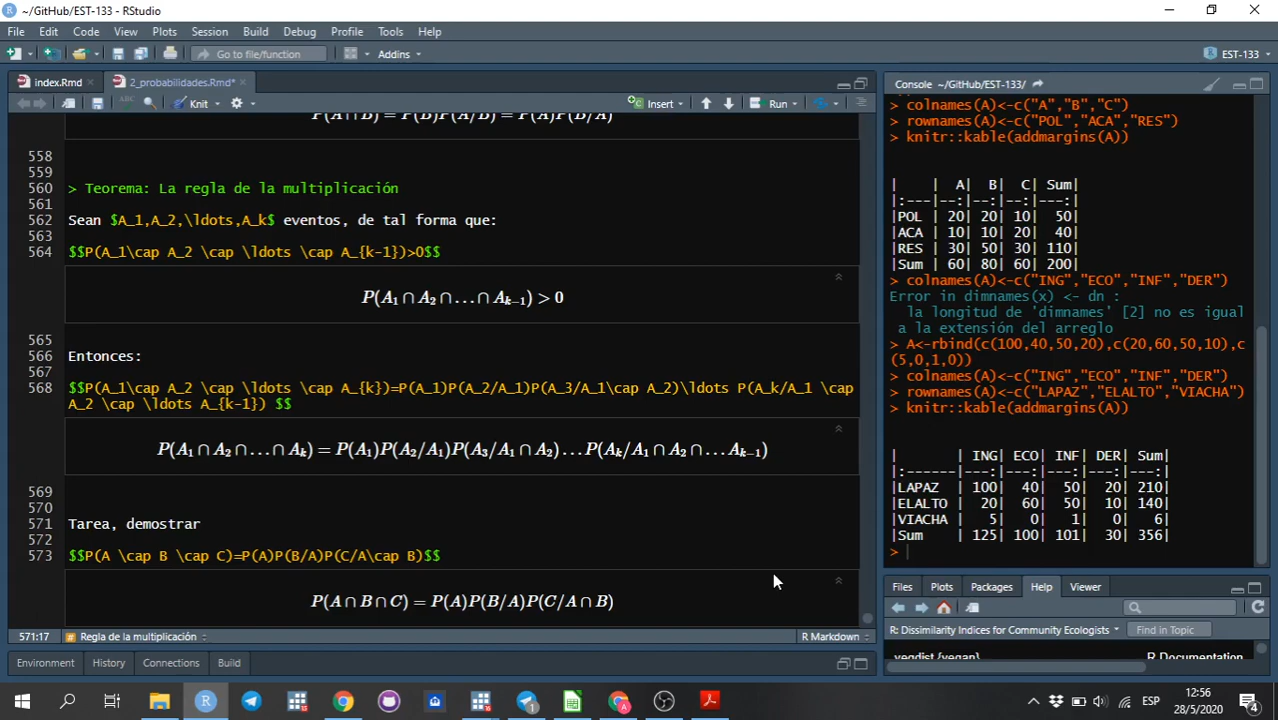 ~/GitHub/EST-133 - RStudio
File Edit Code View Plots Session Build Debug Profile Tools Help
Go to file/function Addins EST-133
index.Rmd 2_probabilidades.Rmd*
ABC Knit Insert Run
558
559
560 > Teorema: La regla de la multiplicación
561
562 Sean $A_1,A_2,\ldots,A_k$ eventos, de tal forma que:
563
564 $$P(A_1\cap A_2 \cap \ldots \cap A_{k-1})>0$$
P(A₁∩A₂∩…∩Aₖ₋₁) > 0
565
566 Entonces:
567
568 $$P(A_1\cap A_2 \cap \ldots \cap A_{k})=P(A_1)P(A_2/A_1)P(A_3/A_1\cap A_2)\ldots P(A_k/A_1 \cap
A_2 \cap \ldots A_{k-1}) $$
P(A₁∩A₂∩…∩Aₖ) = P(A₁)P(A₂/A₁)P(A₃/A₁∩A₂)…P(Aₖ/A₁∩A₂∩…Aₖ₋₁)
569
570
571 Tarea, demostrar
572
573 $$P(A \cap B \cap C)=P(A)P(B/A)P(C/A\cap B)$$
P(A∩B∩C) = P(A)P(B/A)P(C/A∩B)
571:17 # Regla de la multiplicación R Markdown
Environment History Connections Build
Console ~/GitHub/EST-133/
> colnames(A)<-c("A","B","C")
> rownames(A)<-c("POL","ACA","RES")
> knitr::kable(addmargins(A))
|    |  A|  B|  C| Sum|
|:---|--:|--:|--:|---:|
|POL | 20| 20| 10|  50|
|ACA | 10| 10| 20|  40|
|RES | 30| 50| 30| 110|
|Sum | 60| 80| 60| 200|
> colnames(A)<-c("ING","ECO","INF","DER")
Error in dimnames(x) <- dn :
la longitud de 'dimnames' [2] no es igual
a la extensión del arreglo
> A<-rbind(c(100,40,50,20),c(20,60,50,10),c
(5,0,1,0))
> colnames(A)<-c("ING","ECO","INF","DER")
> rownames(A)<-c("LAPAZ","ELALTO","VIACHA")
> knitr::kable(addmargins(A))
|       | ING| ECO| INF| DER| Sum|
|:------|---:|---:|---:|---:|---:|
|LAPAZ  | 100|  40|  50|  20| 210|
|ELALTO |  20|  60|  50|  10| 140|
|VIACHA |   5|   0|   1|   0|   6|
|Sum    | 125| 100| 101|  30| 356|
>
Files Plots Packages Help Viewer
R: Dissimilarity Indices for Community Ecologists Find in Topic
vegdist {vegan} R Documentation
ESP 12:56
28/5/2020